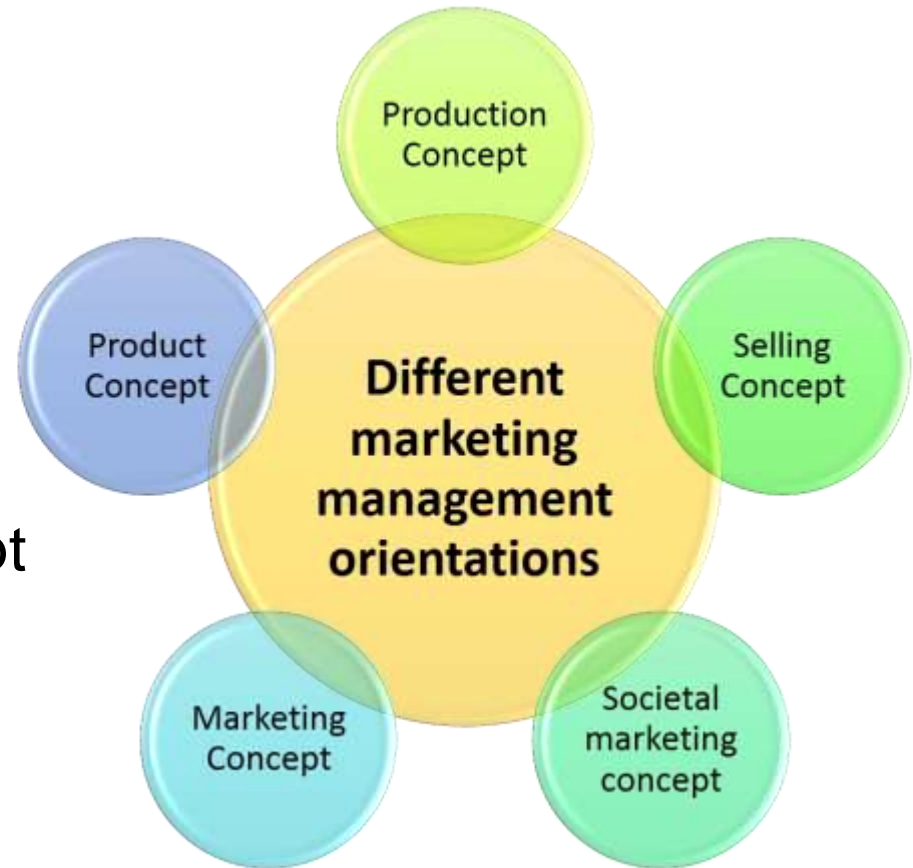 Production
Concept
Product
Concept
Selling
Concept
Different
marketing
management
orientations
Marketing
Concept
Societal
marketing
concept